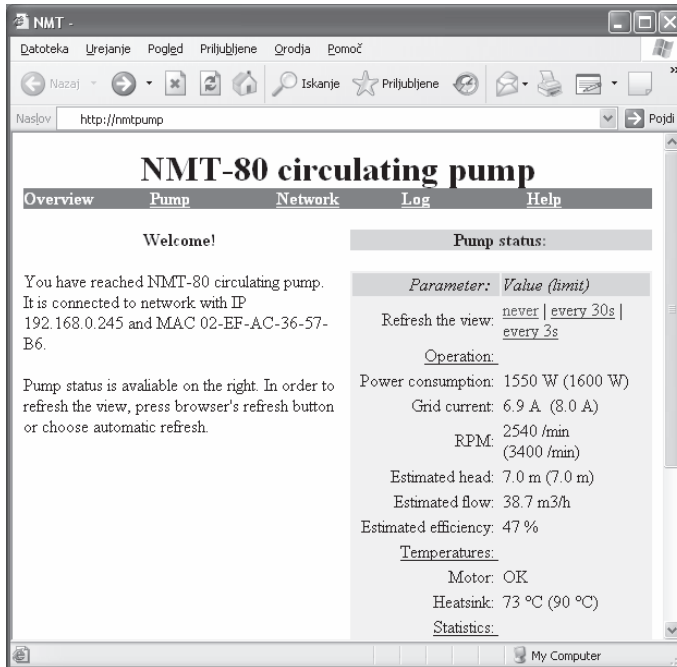 NMT -
Datoteka Urejanje Pogled Priljubljene Orodja Pomoč
Nazaj Iskanje Priljubljene »
Naslov http://nmtpump Pojdi
NMT-80 circulating pump
Overview Pump Network Log Help
Welcome!
You have reached NMT-80 circulating pump.
It is connected to network with IP
192.168.0.245 and MAC 02-EF-AC-36-57-
B6.
Pump status is avaliable on the right. In order to
refresh the view, press browser's refresh button
or choose automatic refresh.
Pump status:
Parameter: Value (limit)
Refresh the view: never | every 30s |
every 3s
Operation:
Power consumption: 1550 W (1600 W)
Grid current: 6.9 A (8.0 A)
RPM: 2540 /min
(3400 /min)
Estimated head: 7.0 m (7.0 m)
Estimated flow: 38.7 m3/h
Estimated efficiency: 47 %
Temperatures:
Motor: OK
Heatsink: 73 ºC (90 ºC)
Statistics:
My Computer